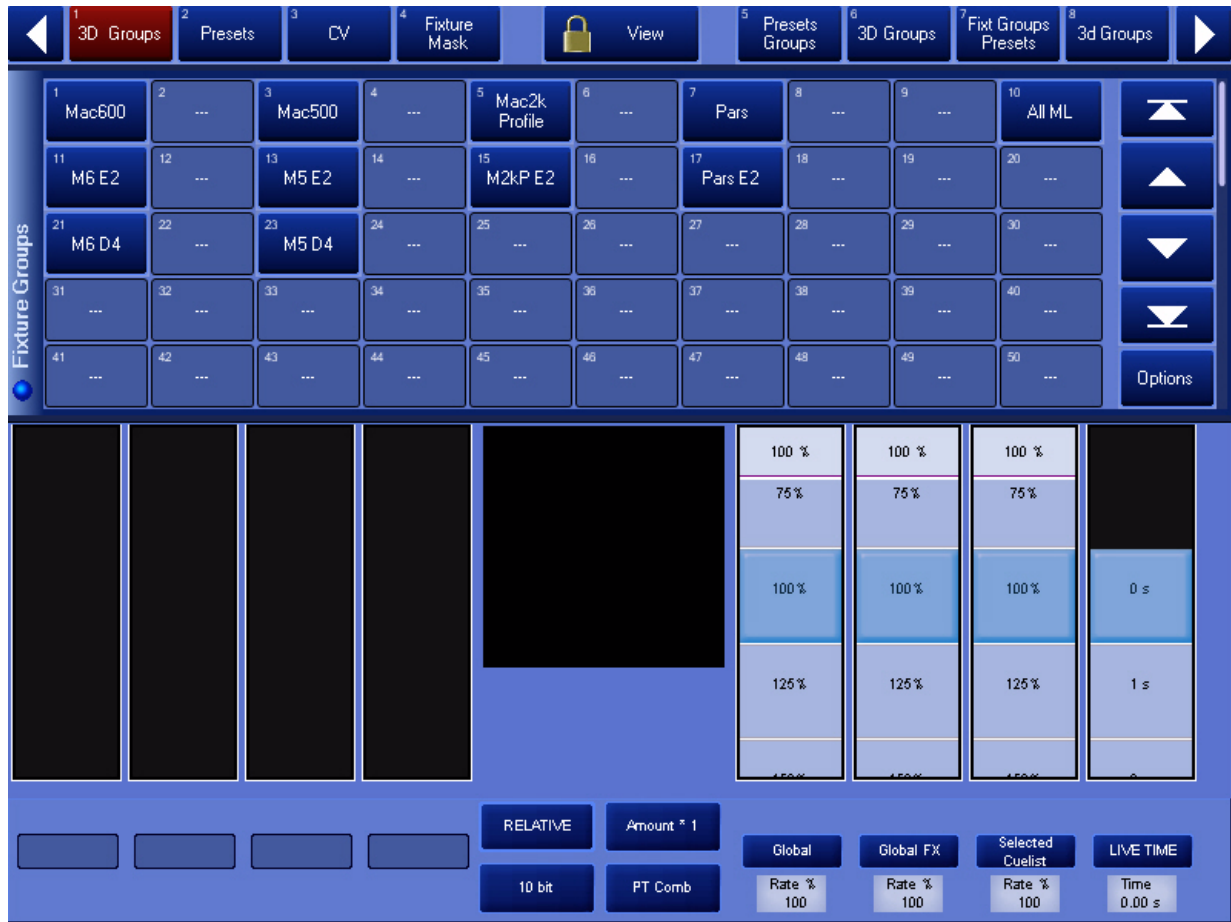 1 3D Groups
2 Presets
3 CV
4 Fixture Mask
View
5 Presets Groups
6 3D Groups
7 Fixt Groups Presets
8 3d Groups
Fixture Groups
1 Mac600
2 ---
3 Mac500
4 ---
5 Mac2k Profile
6 ---
7 Pars
8 ---
9 ---
10 All ML
11 M6 E2
12 ---
13 M5 E2
14 ---
15 M2kP E2
16 ---
17 Pars E2
18 ---
19 ---
20 ---
21 M6 D4
22 ---
23 M5 D4
24 ---
25 ---
26 ---
27 ---
28 ---
29 ---
30 ---
31 ---
32 ---
33 ---
34 ---
35 ---
36 ---
37 ---
38 ---
39 ---
40 ---
41 ---
42 ---
43 ---
44 ---
45 ---
46 ---
47 ---
48 ---
49 ---
50 ---
Options
100 % 100 % 100 %
75% 75% 75%
100% 100% 100% 0 s
125% 125% 125% 1 s
RELATIVE
Amount * 1
10 bit
PT Comb
Global
Global FX
Selected Cuelist
LIVE TIME
Rate % 100
Rate % 100
Rate % 100
Time 0.00 s